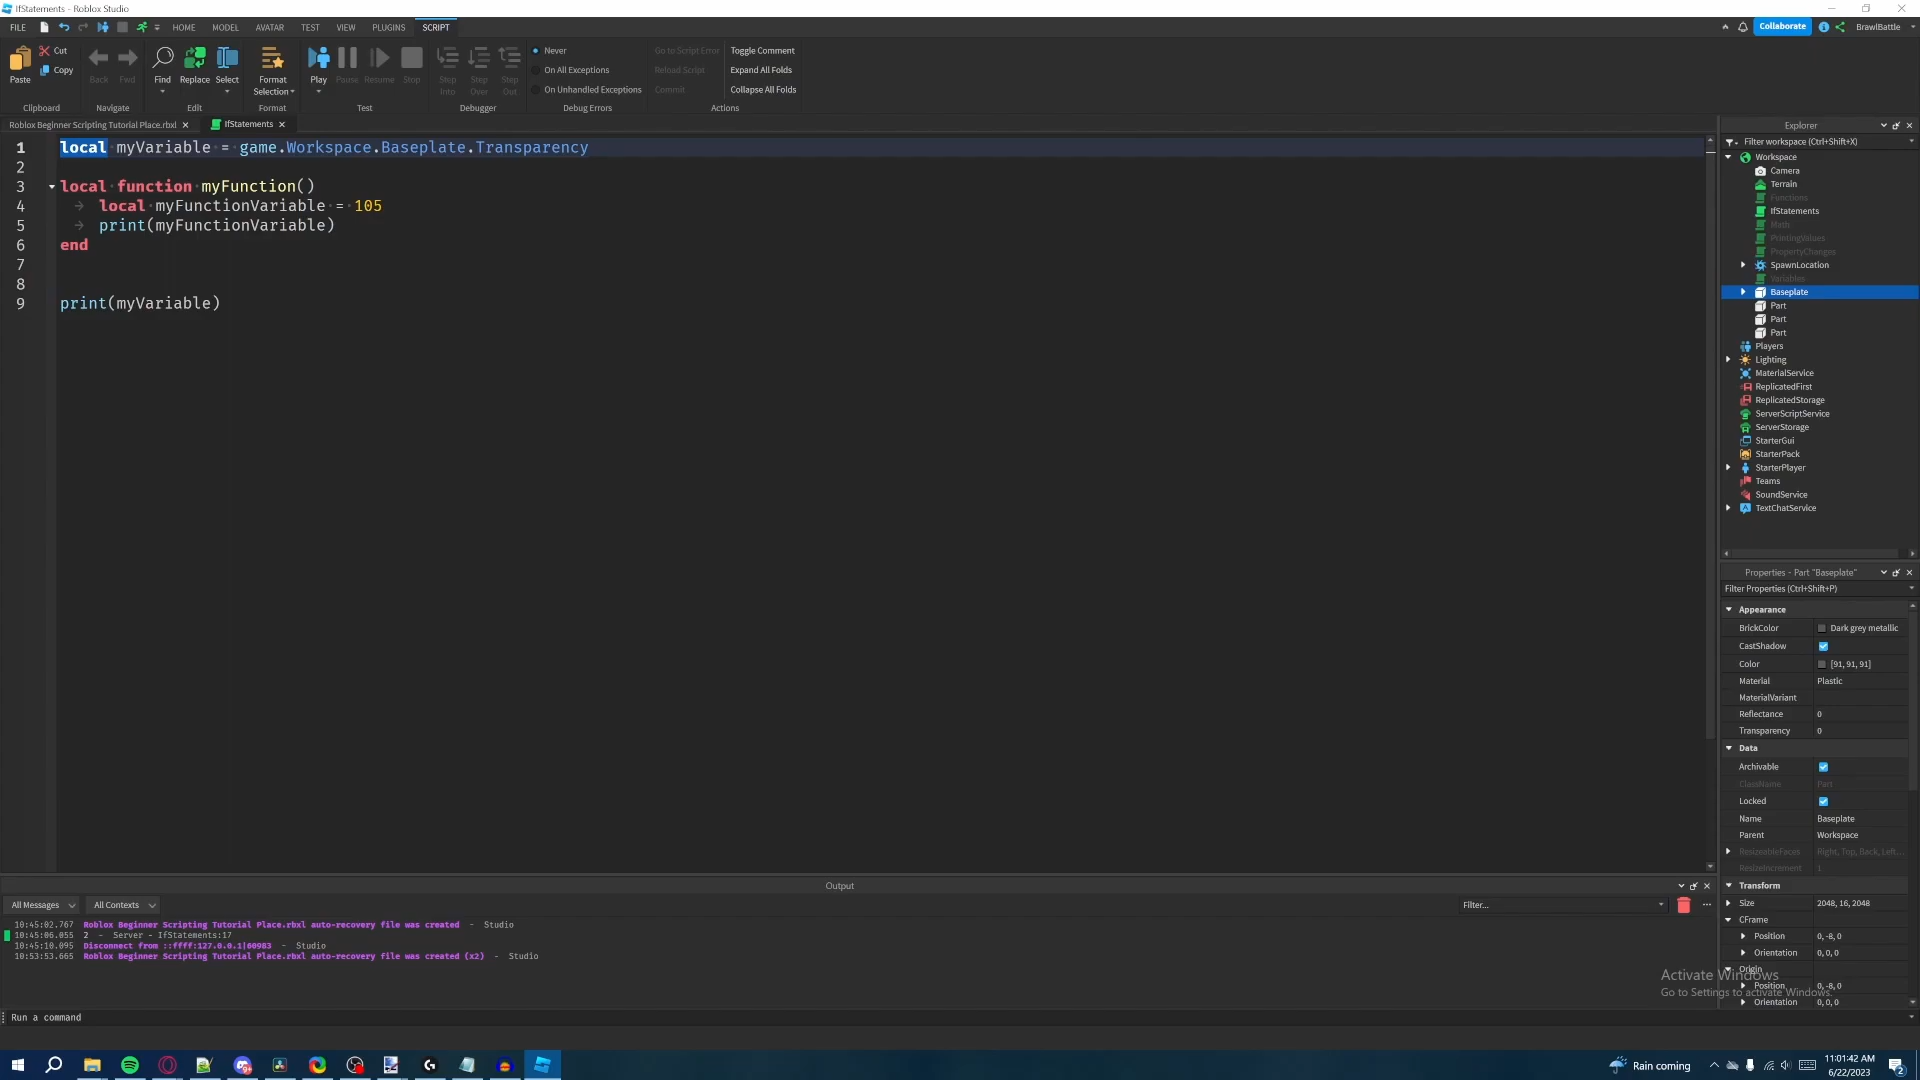 IfStatements - Roblox Studio
FILE HOME MODEL AVATAR TEST VIEW PLUGINS SCRIPT Collaborate BrawlBattle
Paste Cut Copy Back Fwd Find Replace Select Format Selection Play Pause Resume Stop Step Into Step Over Step Out
Never
On All Exceptions
On Unhandled Exceptions
Go to Script Error
Reload Script
Commit
Toggle Comment
Expand All Folds
Collapse All Folds
Clipboard Navigate Edit Format Test Debugger Debug Errors Actions
Roblox Beginner Scripting Tutorial Place.rbxl IfStatements
1 local myVariable = game.Workspace.Baseplate.Transparency
2
3 local function myFunction()
4 local myFunctionVariable = 105
5 print(myFunctionVariable)
6 end
7
8
9 print(myVariable)
Explorer
Filter workspace (Ctrl+Shift+X)
Workspace
Camera
Terrain
Functions
IfStatements
Math
PrintingValues
PropertyChanges
SpawnLocation
Variables
Baseplate
Part
Part
Part
Players
Lighting
MaterialService
ReplicatedFirst
ReplicatedStorage
ServerScriptService
ServerStorage
StarterGui
StarterPack
StarterPlayer
Teams
SoundService
TextChatService
Properties - Part "Baseplate"
Filter Properties (Ctrl+Shift+P)
Appearance
BrickColor Dark grey metallic
CastShadow
Color [91, 91, 91]
Material Plastic
MaterialVariant
Reflectance 0
Transparency 0
Data
Archivable
ClassName Part
Locked
Name Baseplate
Parent Workspace
ResizeableFaces Right, Top, Back, Left...
ResizeIncrement 1
Transform
Size 2048, 16, 2048
CFrame
Position 0, -8, 0
Orientation 0, 0, 0
Origin
Position 0, -8, 0
Orientation 0, 0, 0
Activate Windows
Go to Settings to activate Windows.
Output
All Messages All Contexts Filter...
10:45:02.767 Roblox Beginner Scripting Tutorial Place.rbxl auto-recovery file was created - Studio
10:45:06.055 2 - Server - IfStatements:17
10:45:10.095 Disconnect from ::ffff:127.0.0.1|60983 - Studio
10:53:53.665 Roblox Beginner Scripting Tutorial Place.rbxl auto-recovery file was created (x2) - Studio
Run a command
Rain coming
11:01:42 AM
6/22/2023
2